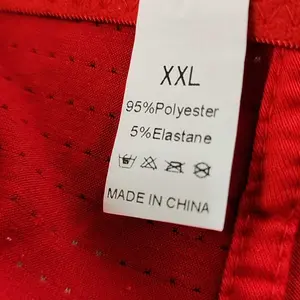 XXL
95%Polyester
5%Elastane
MADE IN CHINA